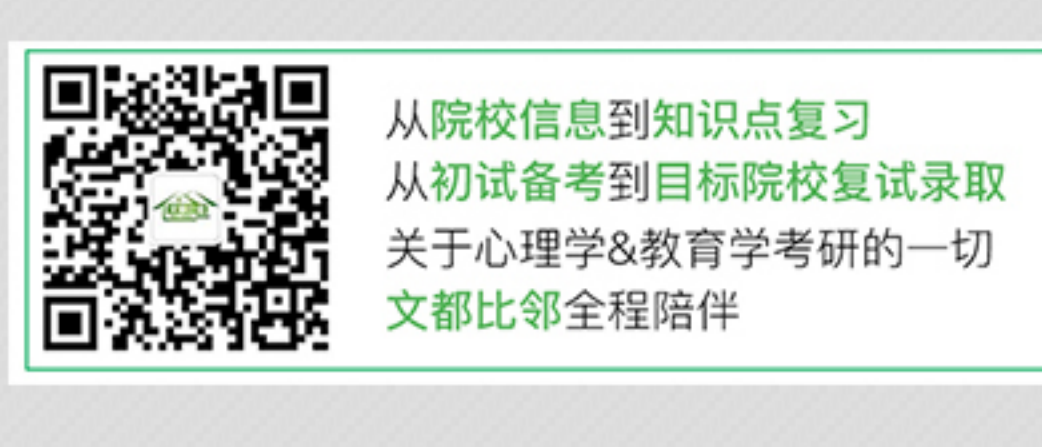 从院校信息到知识点复习
从初试备考到目标院校复试录取
关于心理学&教育学考研的一切
文都比邻全程陪伴